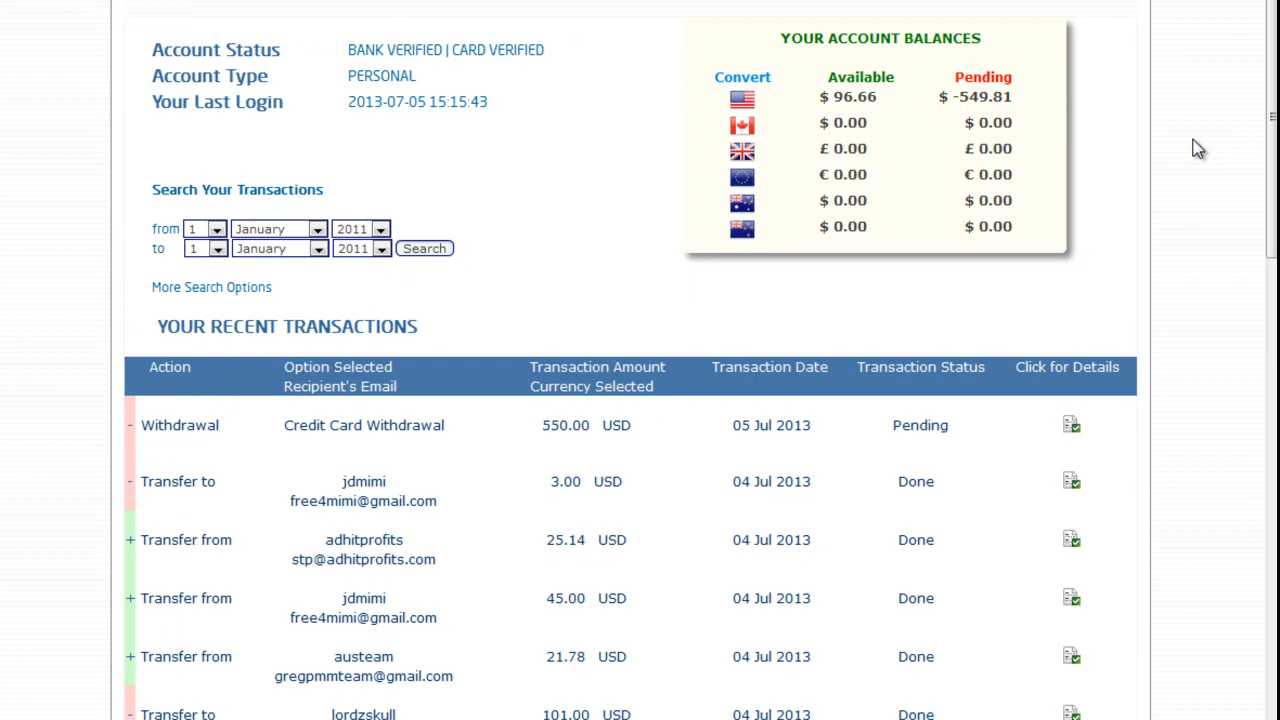 Account Status BANK VERIFIED | CARD VERIFIED
Account Type PERSONAL
Your Last Login 2013-07-05 15:15:43
YOUR ACCOUNT BALANCES
Convert Available Pending
$ 96.66 $ -549.81
$ 0.00 $ 0.00
£ 0.00 £ 0.00
€ 0.00 € 0.00
$ 0.00 $ 0.00
$ 0.00 $ 0.00
Search Your Transactions
from 1 January 2011
to 1 January 2011 Search
More Search Options
YOUR RECENT TRANSACTIONS
Action Option Selected Transaction Amount Transaction Date Transaction Status Click for Details
Recipient's Email Currency Selected
- Withdrawal Credit Card Withdrawal 550.00 USD 05 Jul 2013 Pending
- Transfer to jdmimi 3.00 USD 04 Jul 2013 Done
free4mimi@gmail.com
+ Transfer from adhitprofits 25.14 USD 04 Jul 2013 Done
stp@adhitprofits.com
+ Transfer from jdmimi 45.00 USD 04 Jul 2013 Done
free4mimi@gmail.com
+ Transfer from austeam 21.78 USD 04 Jul 2013 Done
gregpmmteam@gmail.com
- Transfer to lordzskull 101.00 USD 04 Jul 2013 Done